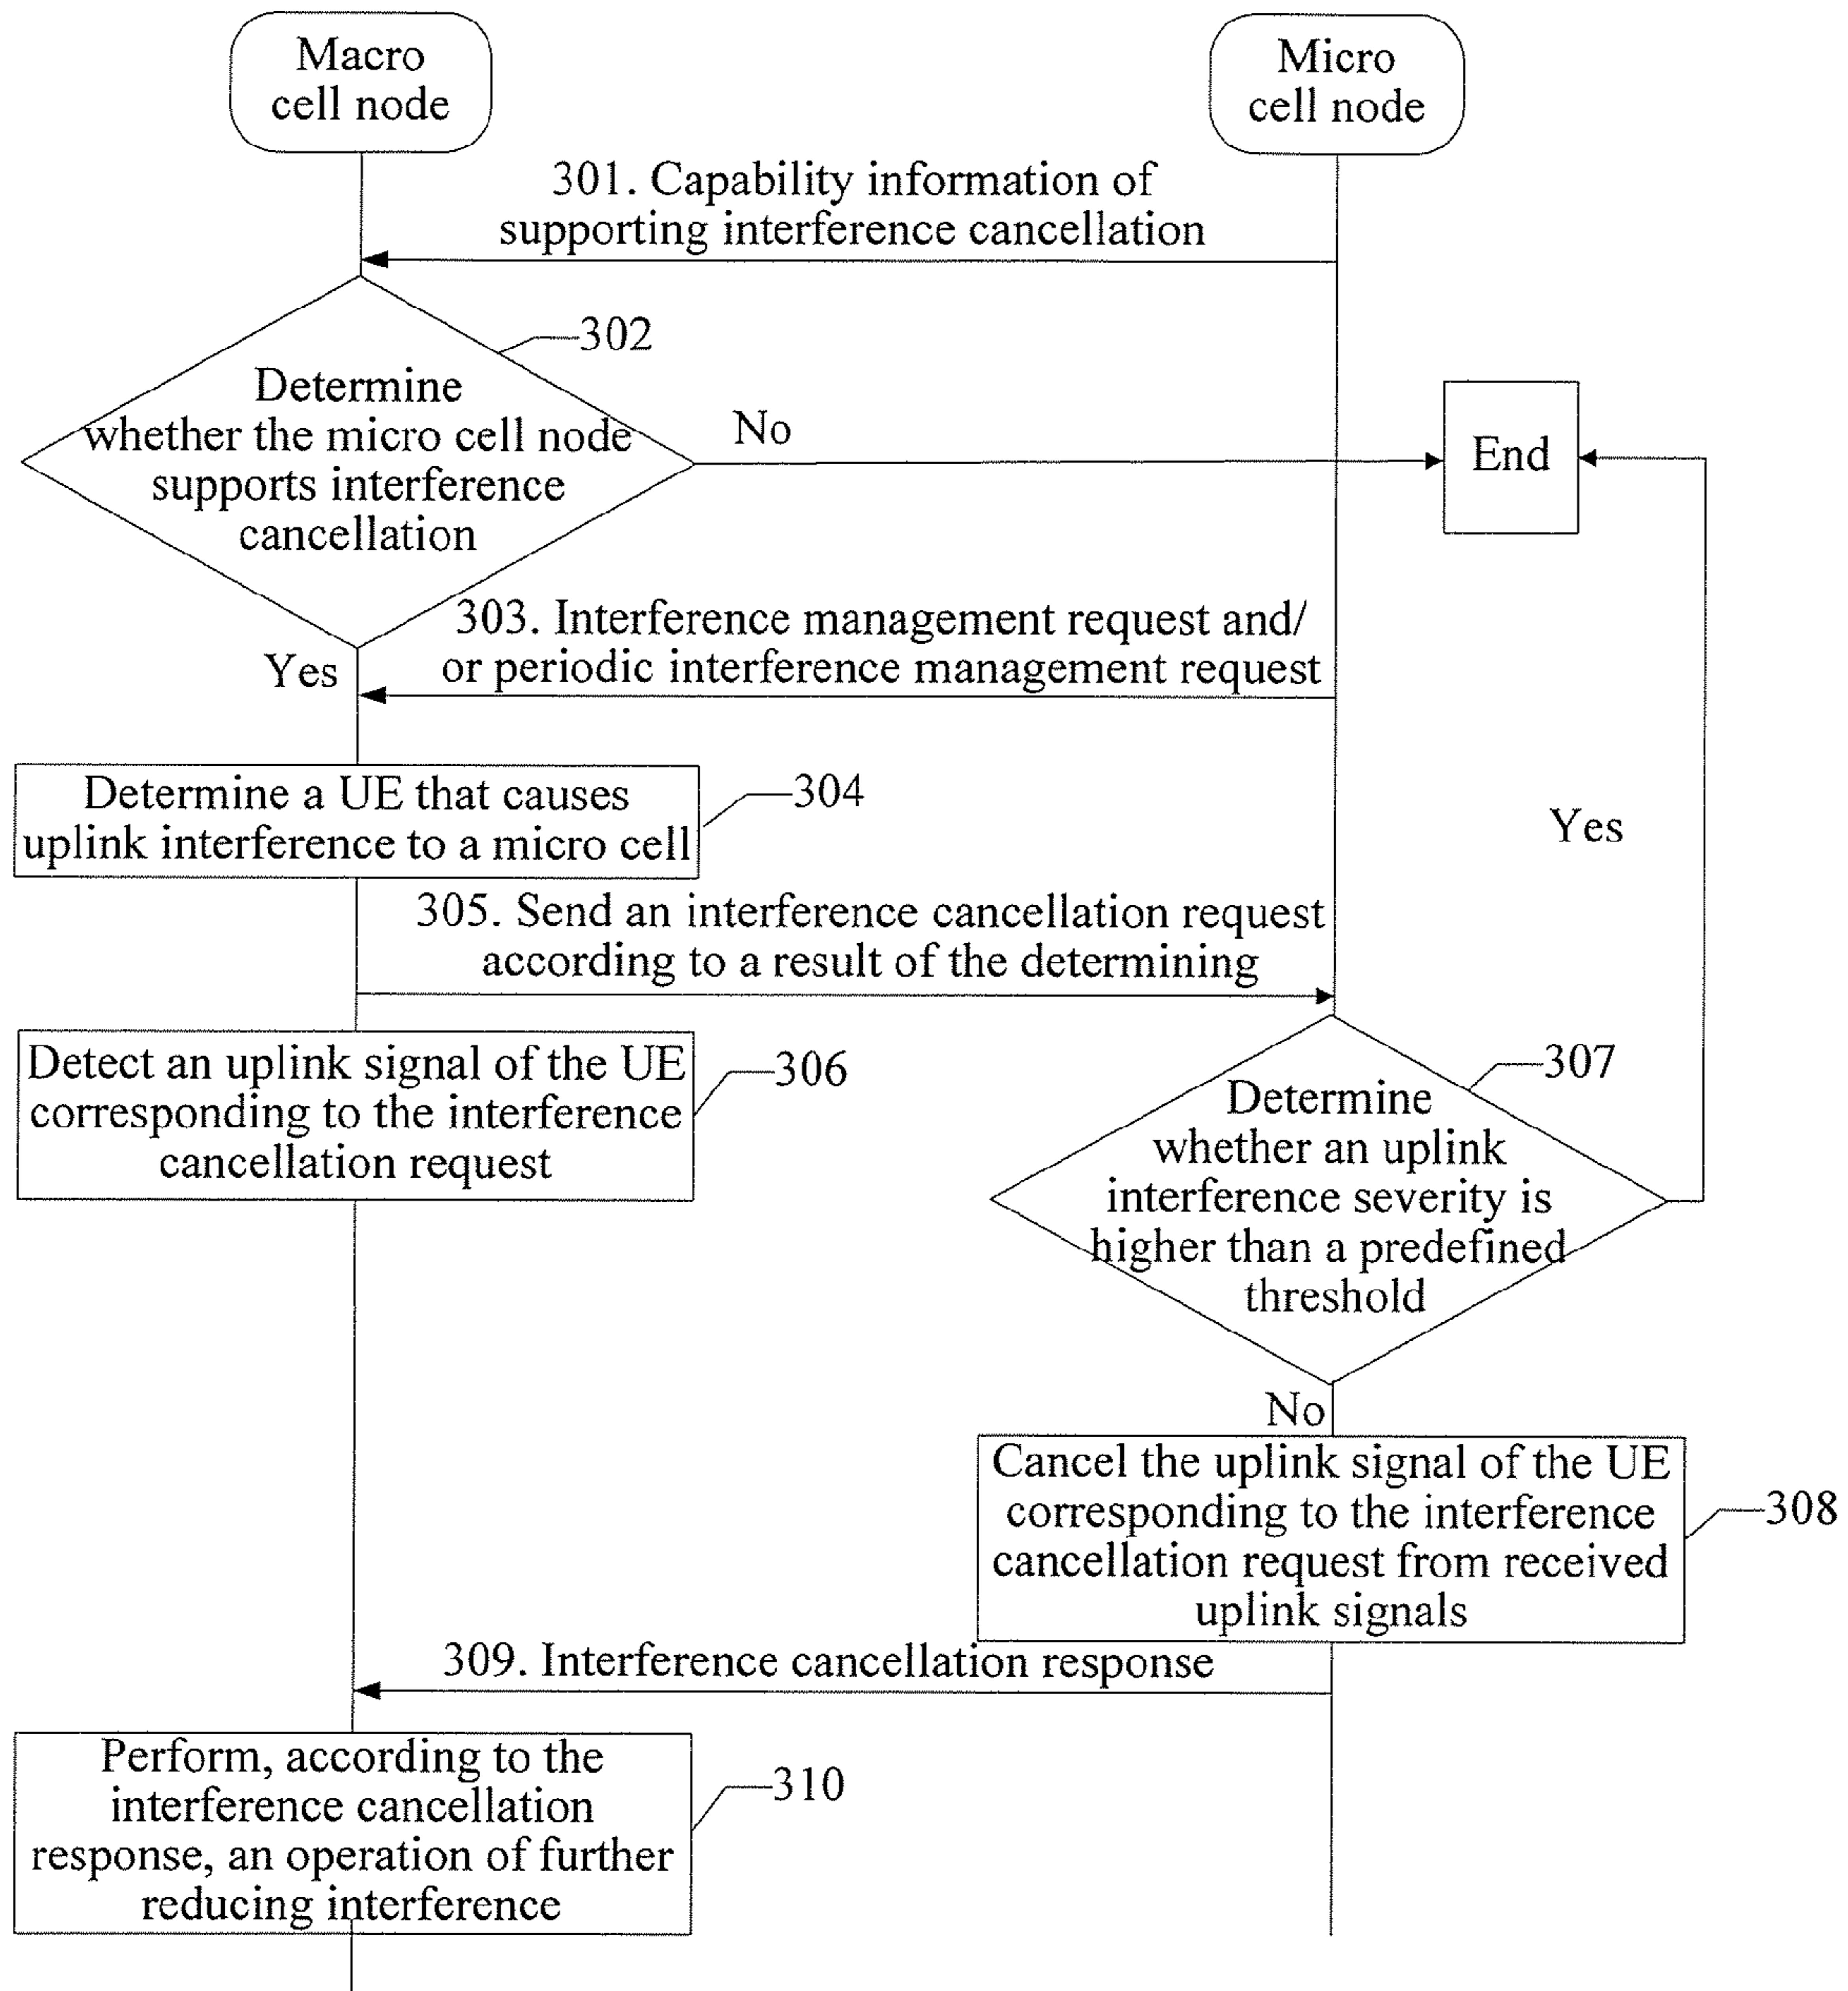 Macro
cell node
Micro
cell node
301. Capability information of
supporting interference cancellation
302
Determine
whether the micro cell node
supports interference
cancellation
No
End
303. Interference management request and/
or periodic interference management request
Yes
Determine a UE that causes
uplink interference to a micro cell
304
Yes
305. Send an interference cancellation request
according to a result of the determining
Detect an uplink signal of the UE
corresponding to the interference
cancellation request
306
307
Determine
whether an uplink
interference severity is
higher than a predefined
threshold
No
Cancel the uplink signal of the UE
corresponding to the interference
cancellation request from received
uplink signals
308
309. Interference cancellation response
Perform, according to the
interference cancellation
response, an operation of further
reducing interference
310